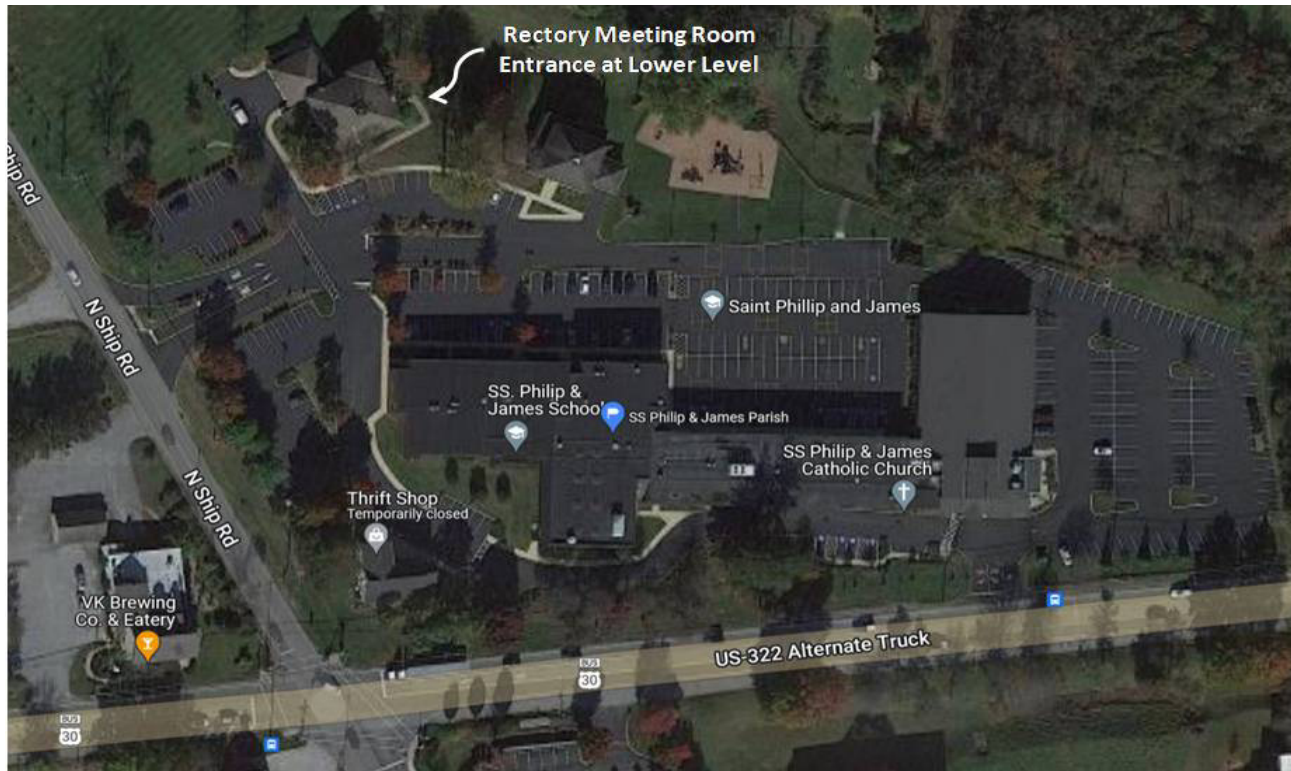 Rectory Meeting Room
Entrance at Lower Level
Ship Rd
N Ship Rd
Saint Phillip and James
SS. Philip &
James School
SS Philip & James Parish
SS Philip & James
Catholic Church
N Ship Rd
Thrift Shop
Temporarily closed
VK Brewing
Co. & Eatery
US-322 Alternate Truck
BUS
30
BUS
30